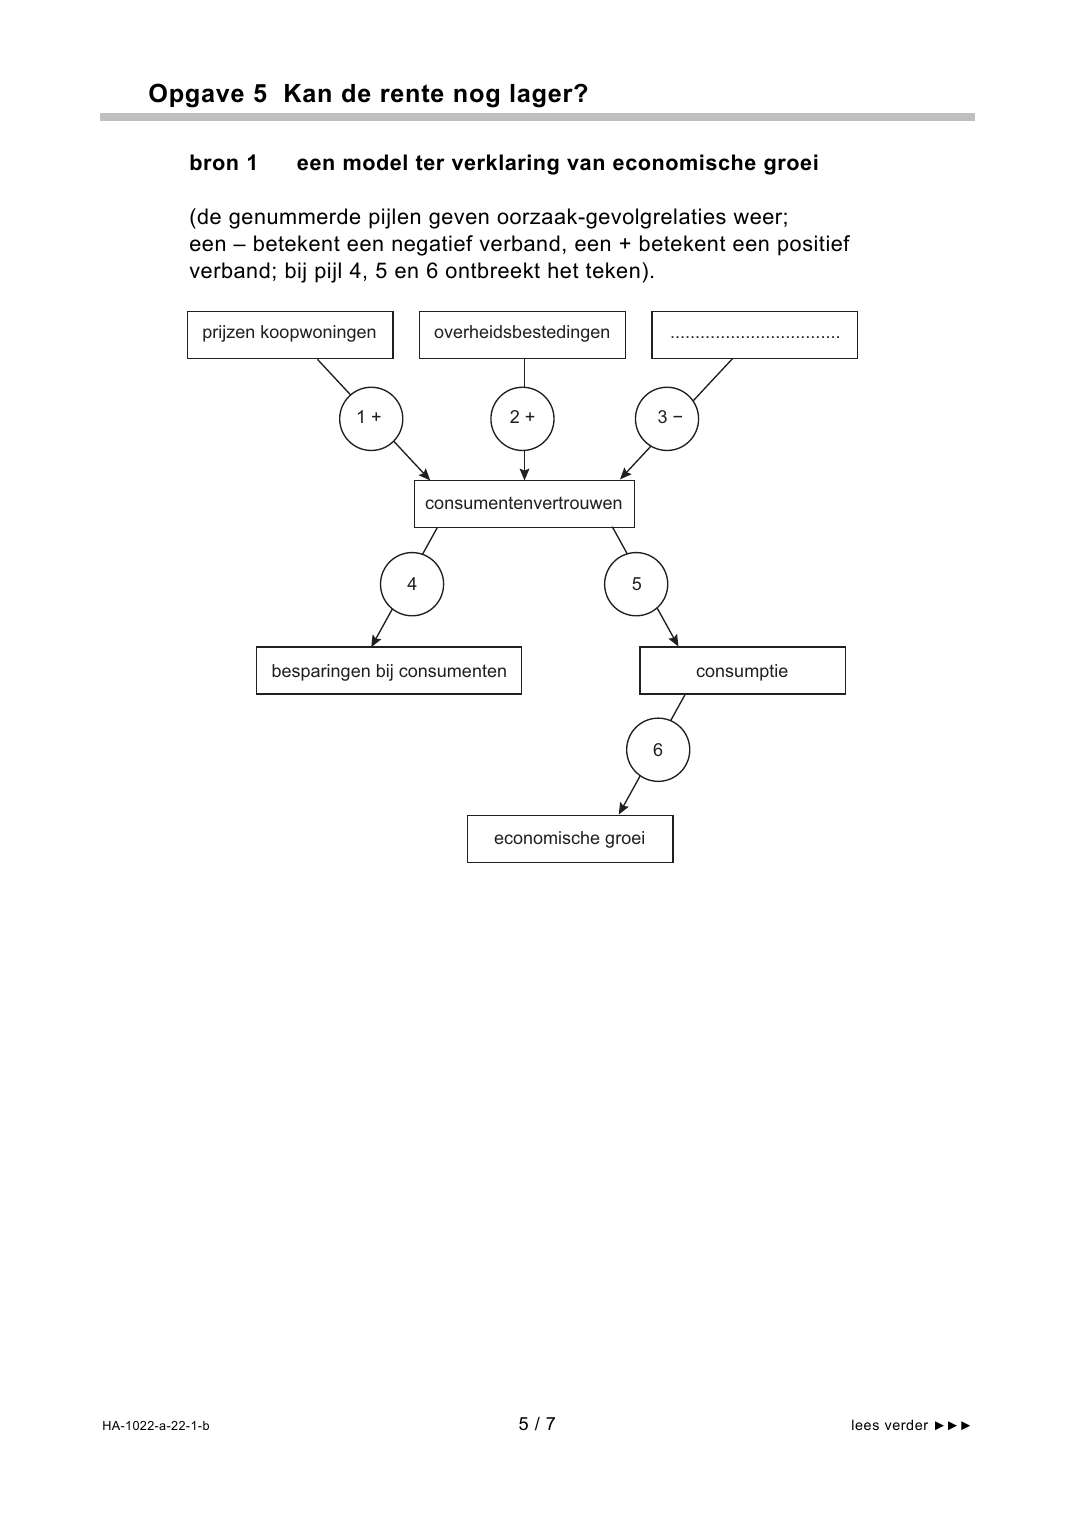 Opgave 5  Kan de rente nog lager?
bron 1 een model ter verklaring van economische groei
(de genummerde pijlen geven oorzaak-gevolgrelaties weer;
een – betekent een negatief verband, een + betekent een positief
verband; bij pijl 4, 5 en 6 ontbreekt het teken).
prijzen koopwoningen
overheidsbestedingen
..................................
1 +
2 +
3 −
consumentenvertrouwen
4
5
besparingen bij consumenten
consumptie
6
economische groei
HA-1022-a-22-1-b
5 / 7
lees verder ►►►